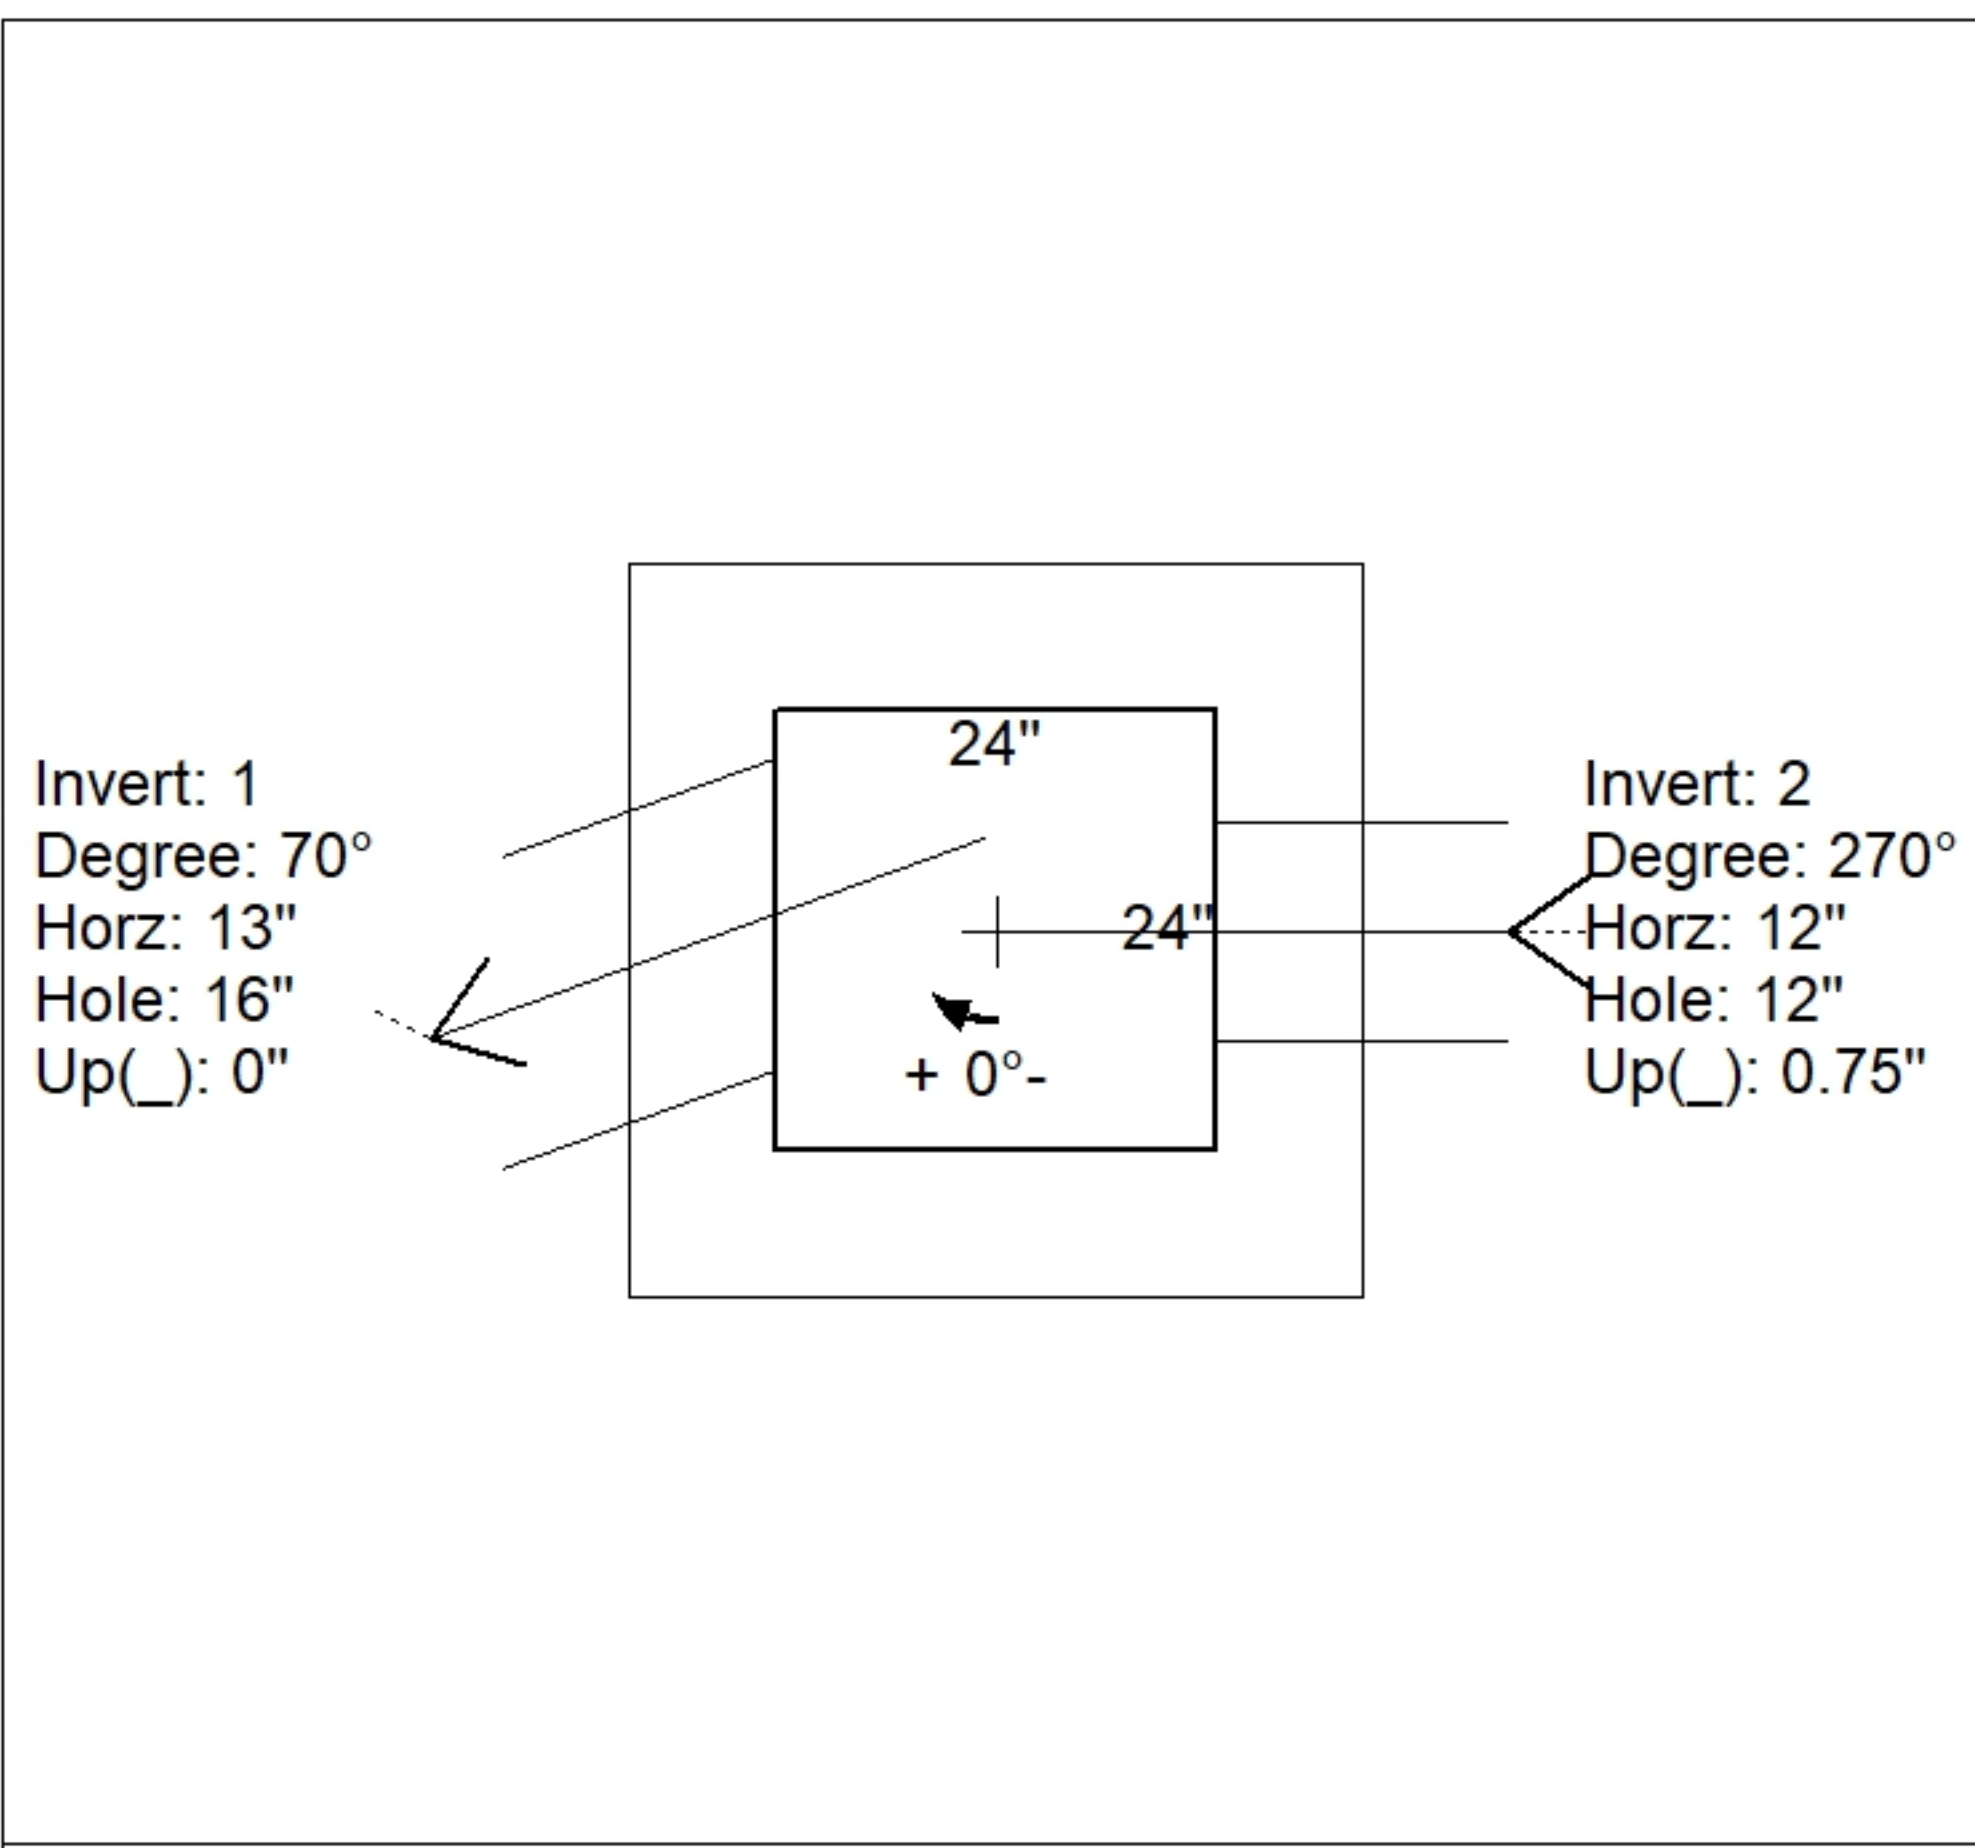 Invert: 1
Degree: 70°
Horz: 13"
Hole: 16"
Up(_): 0"
24"
24"
+ 0°-
Invert: 2
Degree: 270°
Horz: 12"
Hole: 12"
Up(_): 0.75"